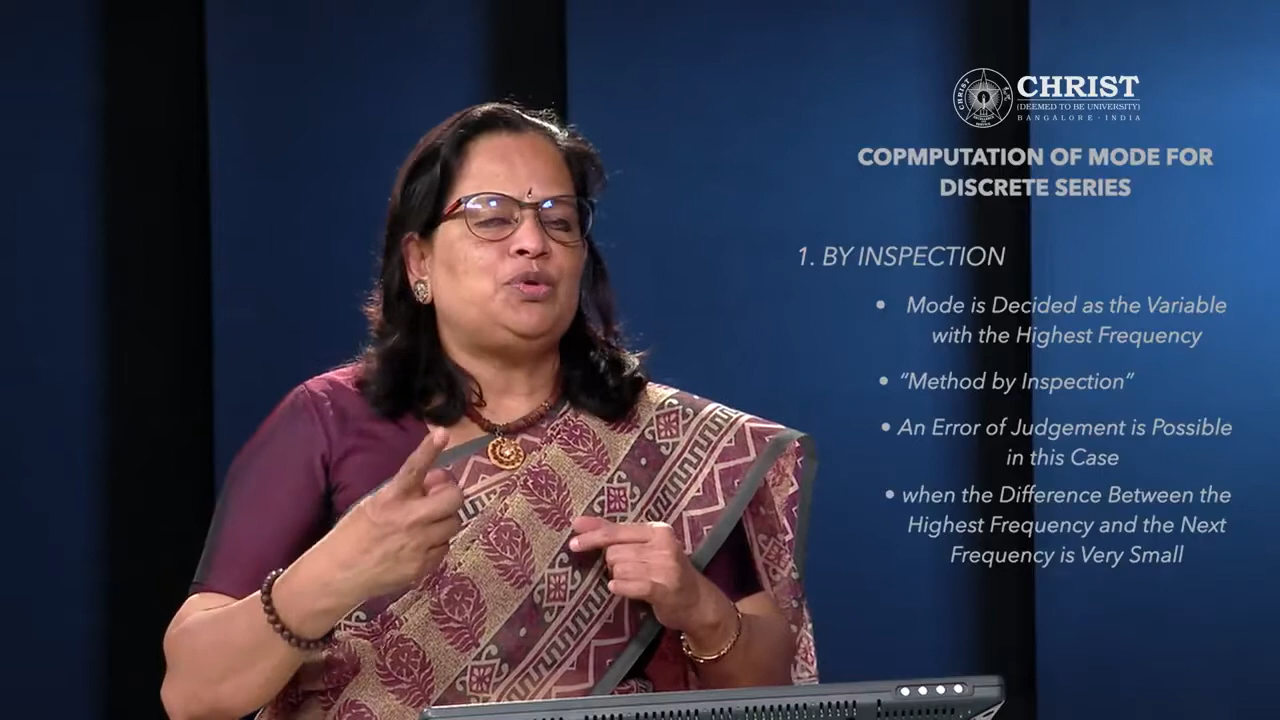 CHRIST
(DEEMED TO BE UNIVERSITY)
BANGALORE · INDIA
COPMPUTATION OF MODE FOR
DISCRETE SERIES
1. BY INSPECTION
• Mode is Decided as the Variable
with the Highest Frequency
• “Method by Inspection”
• An Error of Judgement is Possible
in this Case
• when the Difference Between the
Highest Frequency and the Next
Frequency is Very Small